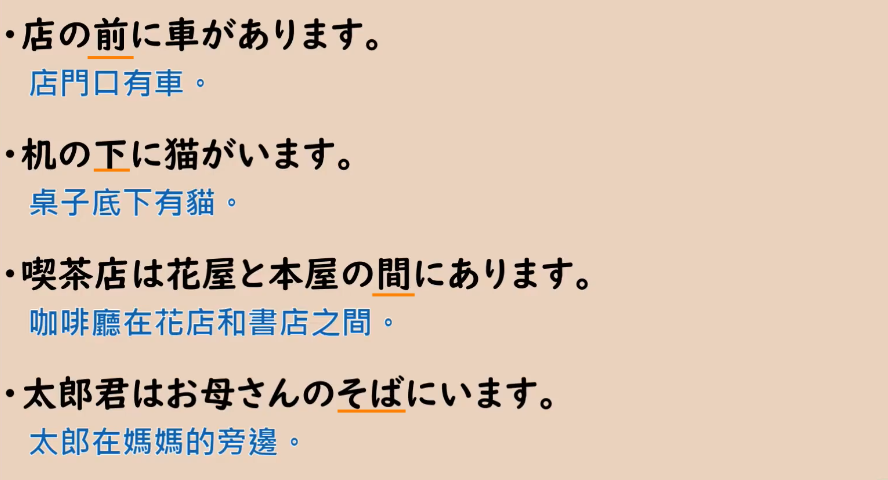 ・店の前に車があります。
店門口有車。
・机の下に猫がいます。
桌子底下有貓。
・喫茶店は花屋と本屋の間にあります。
咖啡廳在花店和書店之間。
・太郎君はお母さんのそばにいます。
太郎在媽媽的旁邊。